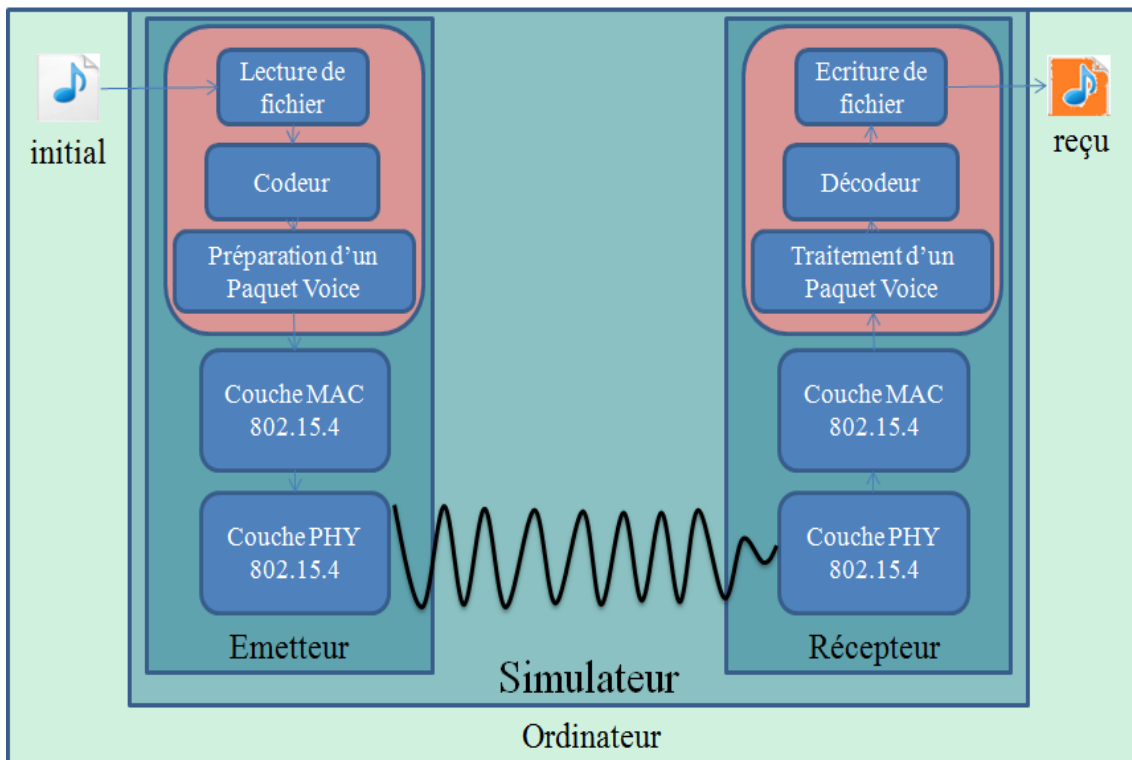 initial
Lecture de
fichier
Codeur
Préparation d'un
Paquet Voice
Couche MAC
802.15.4
Couche PHY
802.15.4
Emetteur
Ecriture de
fichier
Décodeur
Traitement d'un
Paquet Voice
Couche MAC
802.15.4
Couche PHY
802.15.4
Récepteur
reçu
Simulateur
Ordinateur